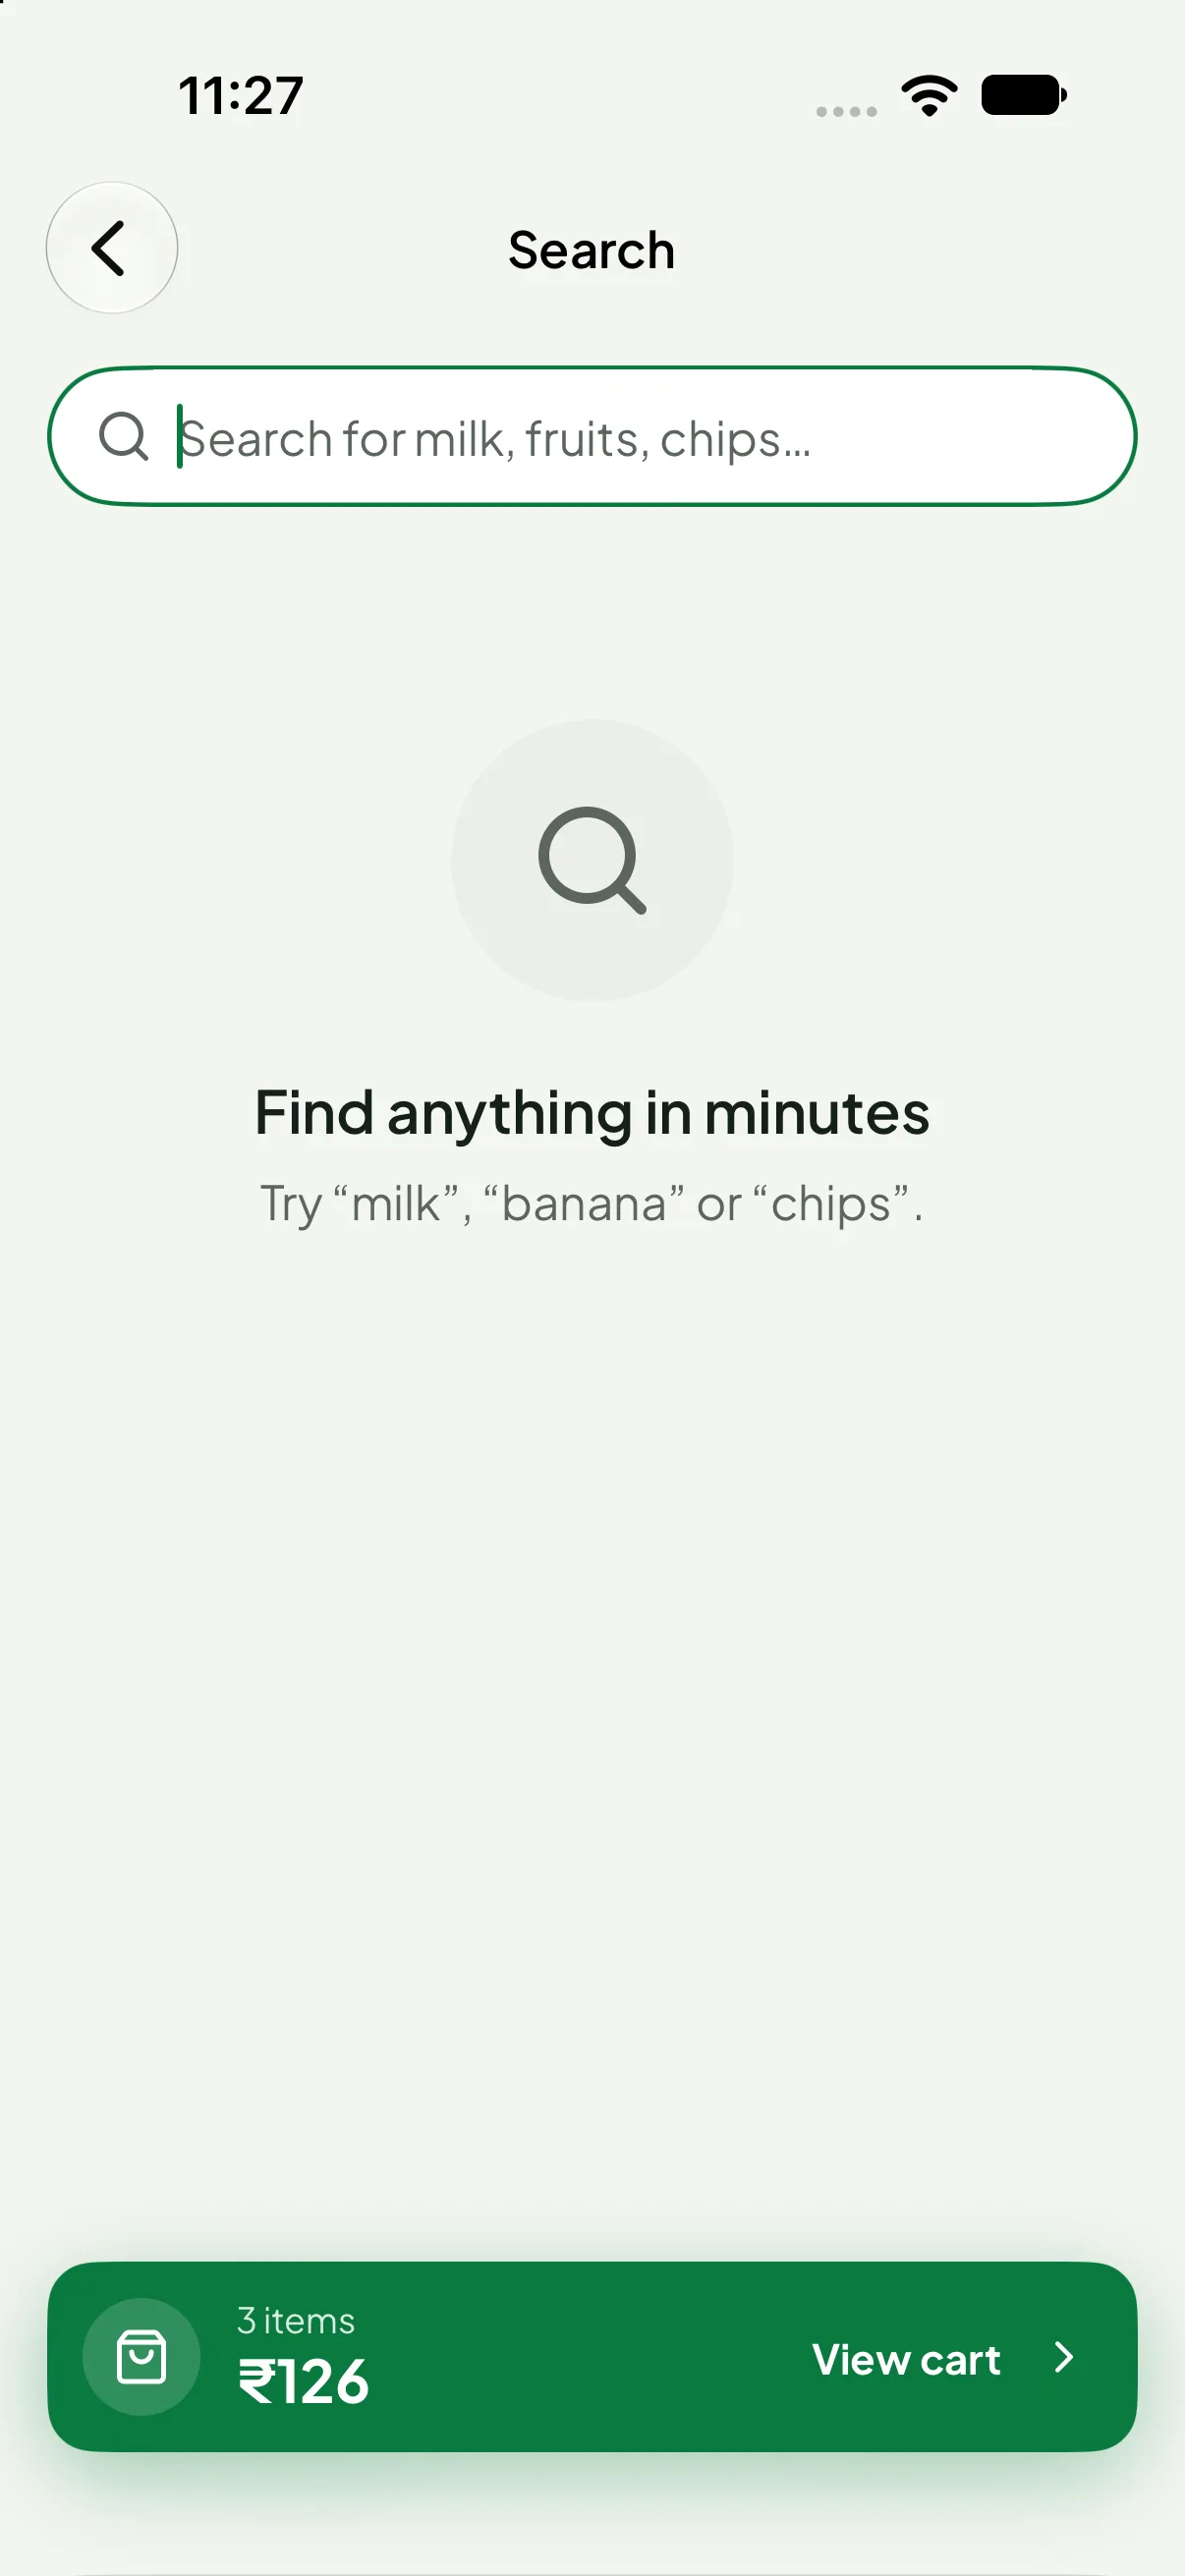 11:27
Search
Search for milk, fruits, chips...
Find anything in minutes
Try “milk”, “banana” or “chips”.
3 items
₹126
View cart